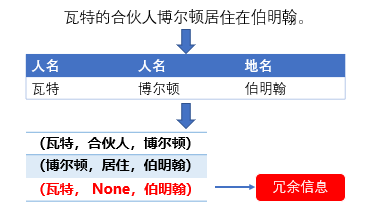 瓦特的合伙人博尔顿居住在伯明翰。
人名 人名 地名
瓦特 博尔顿 伯明翰
(瓦特，合伙人，博尔顿)
(博尔顿，居住，伯明翰)
(瓦特， None，伯明翰)
冗余信息